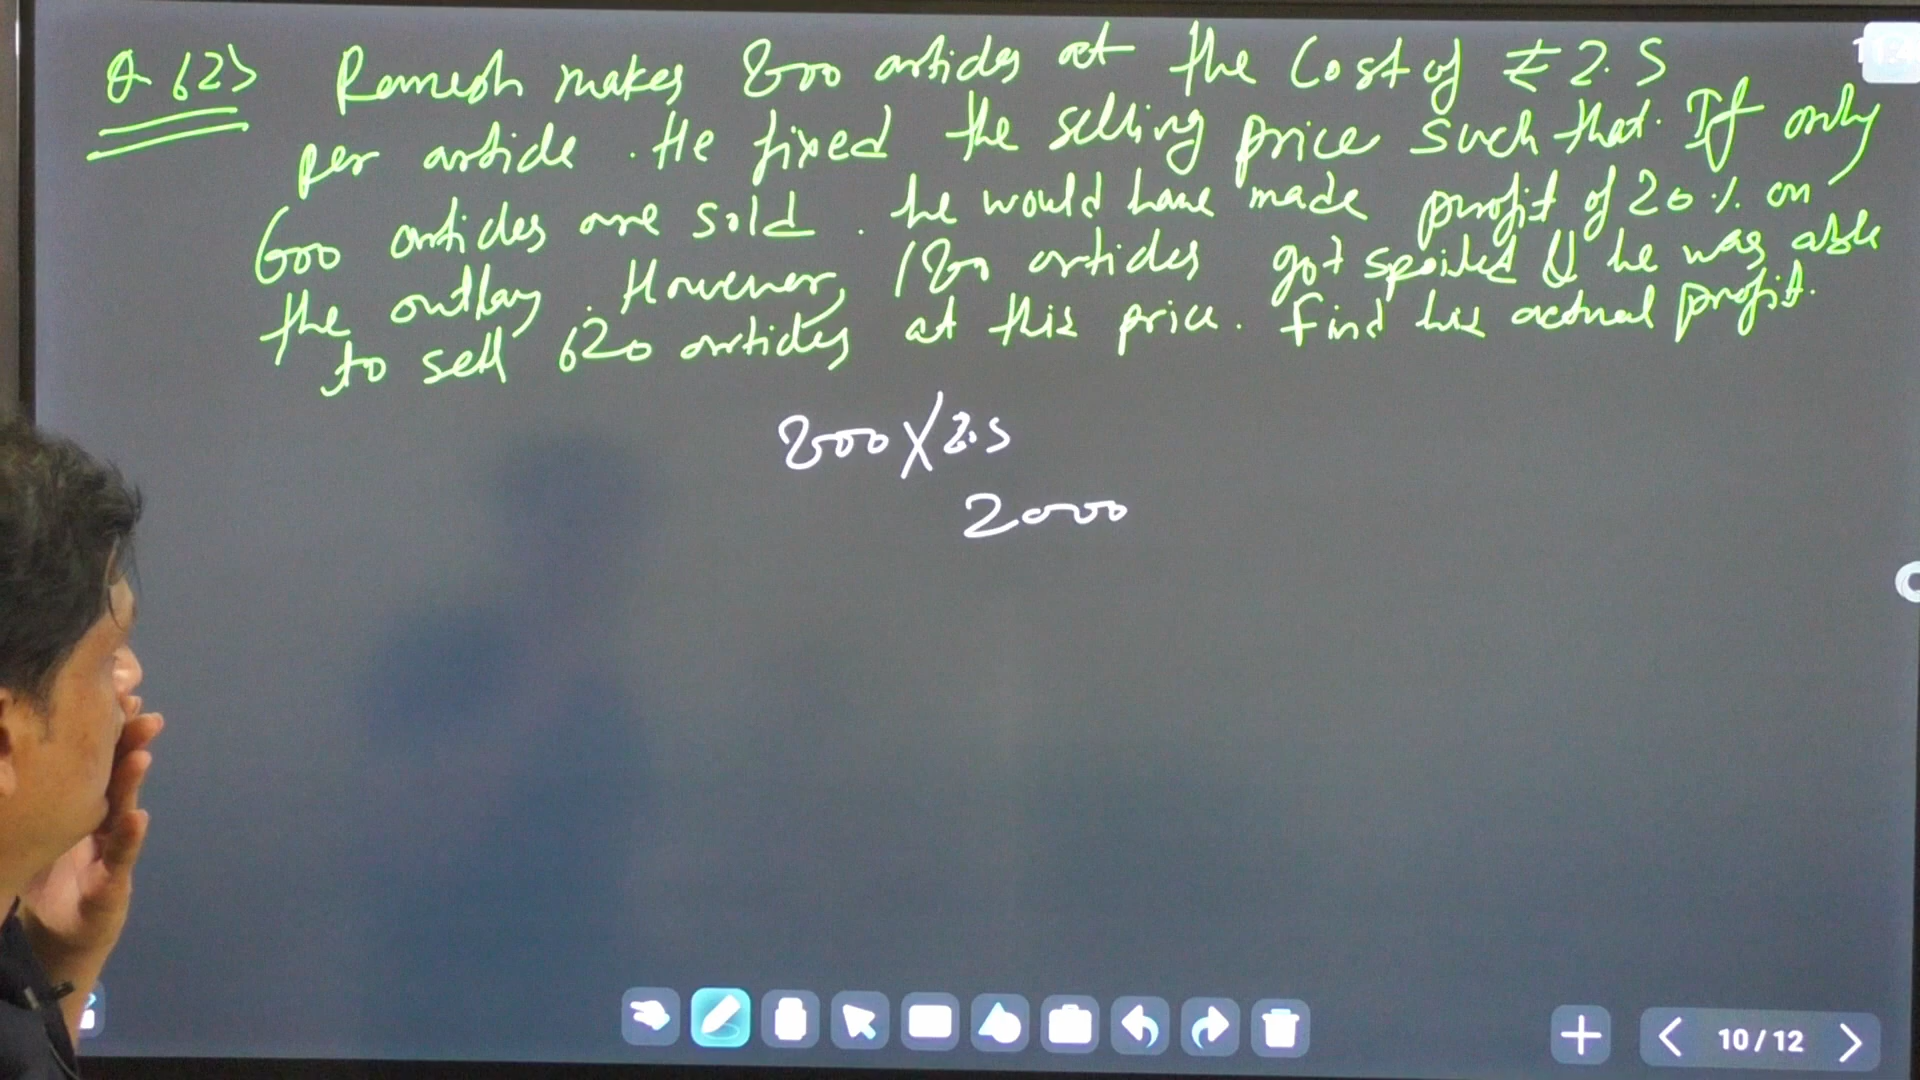 Q 62>
Ramesh makes 800 articles at the Cost of ₹ 2.5
per article . He fixed the selling price such that. If only
600 articles are sold . he would have made profit of 20% on
the outlay . However, 180 articles got spoiled & he was able
to sell 620 articles at this price. find his actual profit.
800 X 2.5
2000
10/12